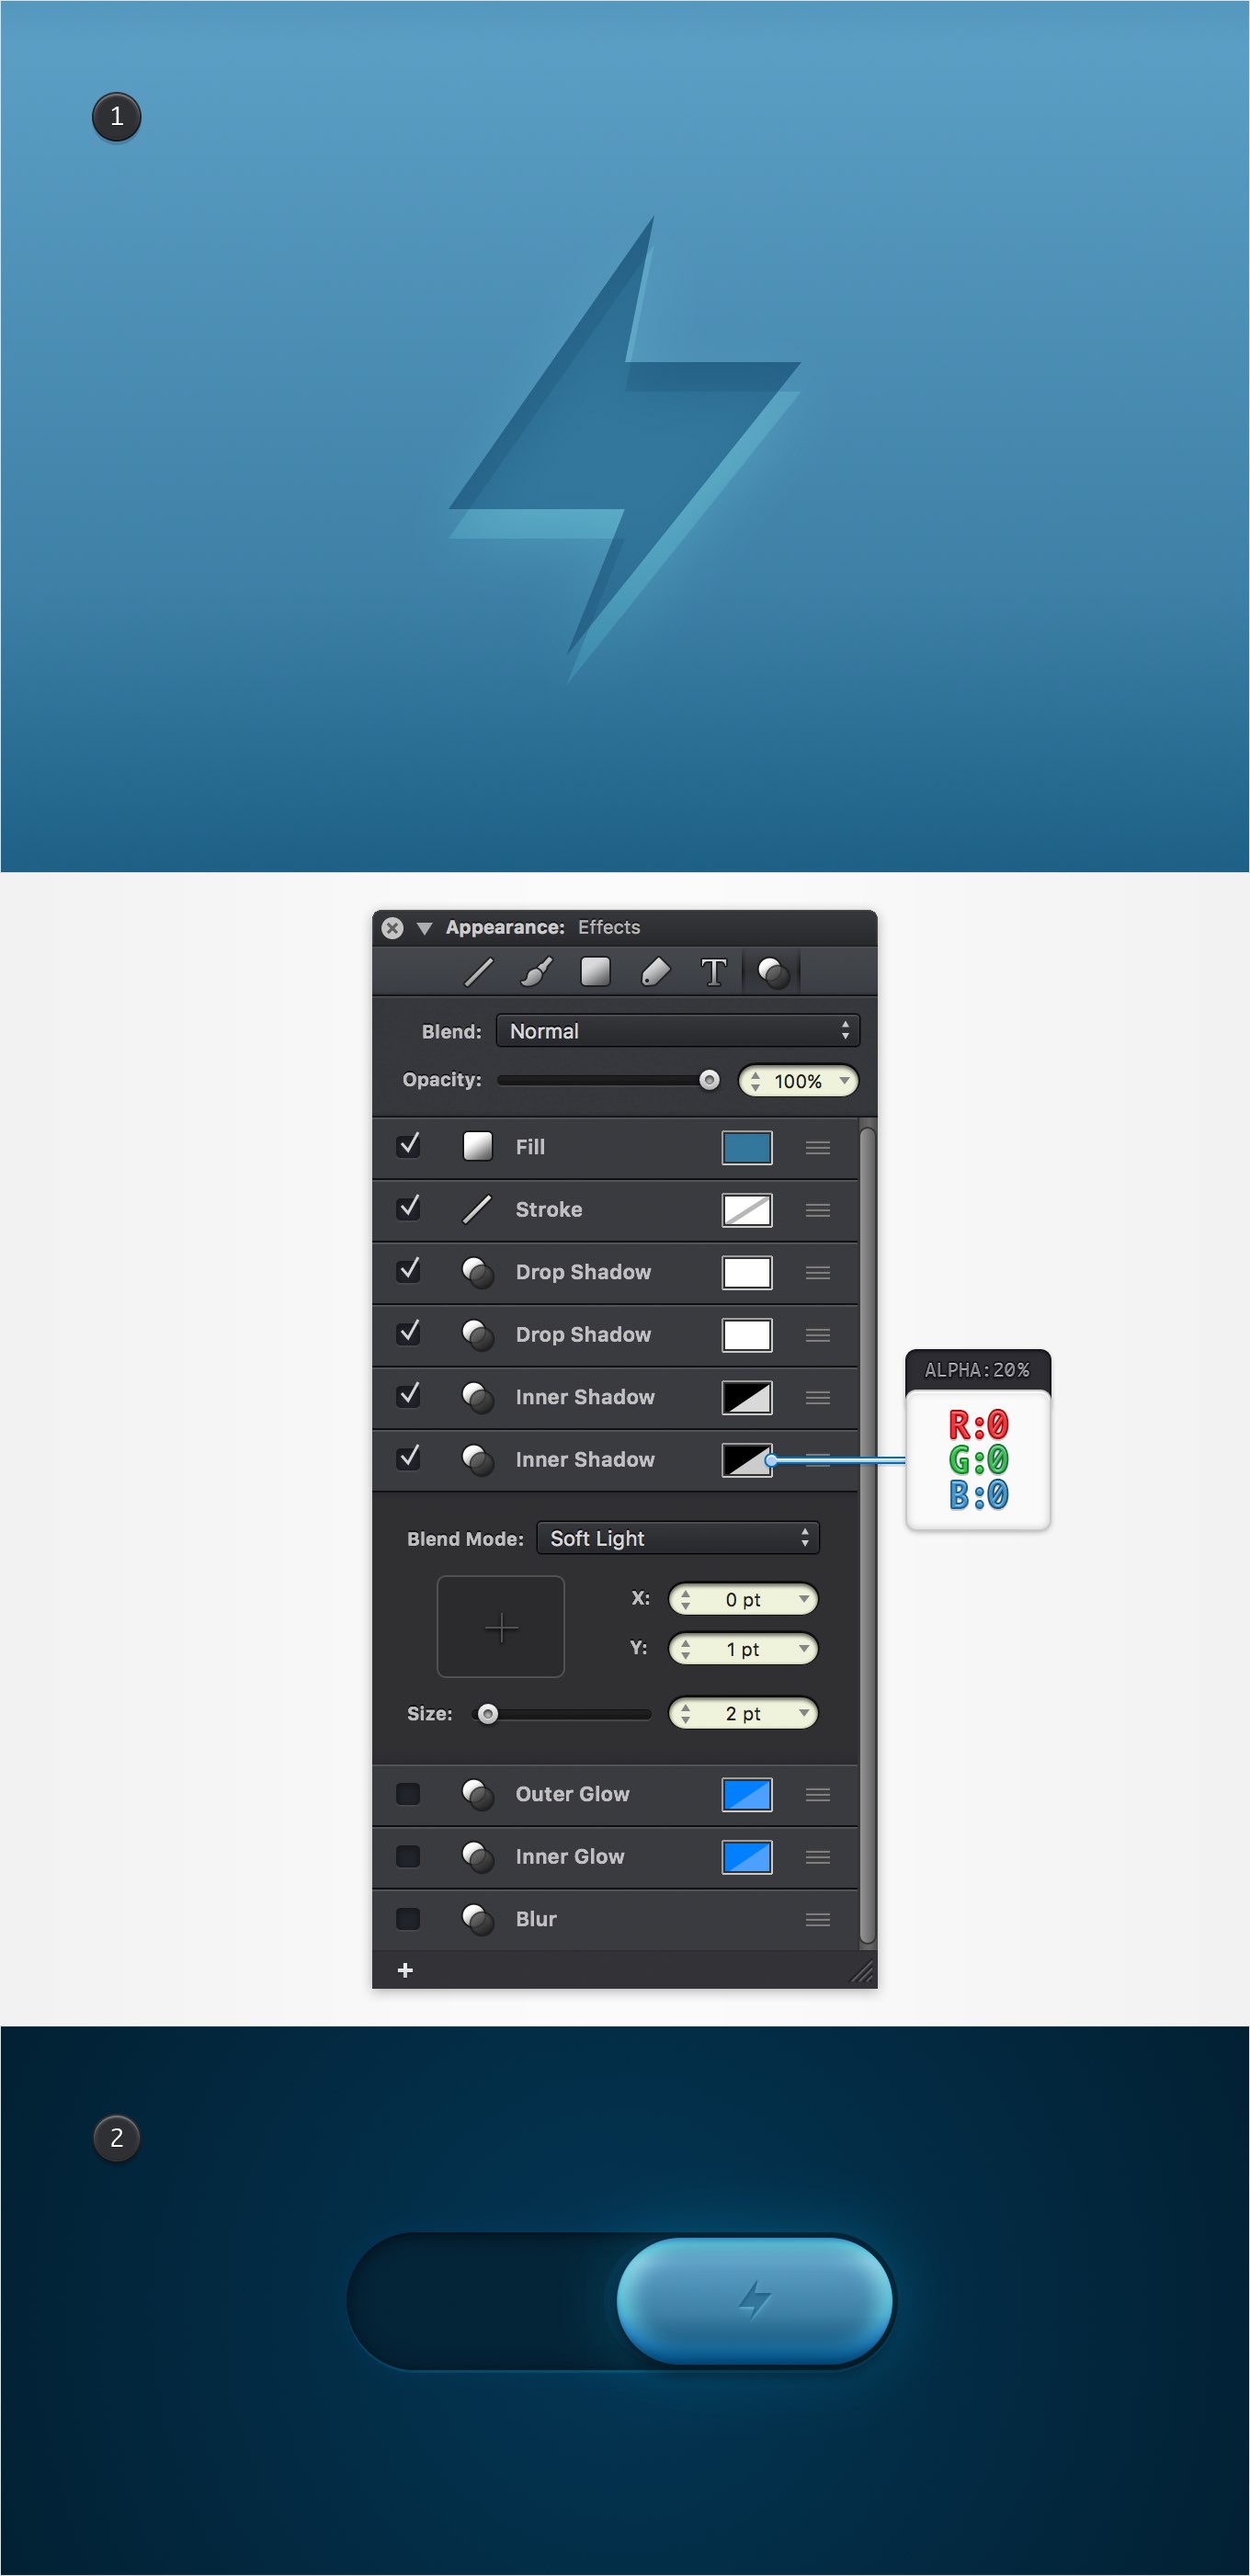 1
Appearance: Effects
T
Blend: Normal
Opacity: 100%
Fill
Stroke
Drop Shadow
Drop Shadow
Inner Shadow
Inner Shadow
ALPHA:20%
R:0
G:0
B:0
Blend Mode: Soft Light
X: 0 pt
Y: 1 pt
Size: 2 pt
Outer Glow
Inner Glow
Blur
+
2